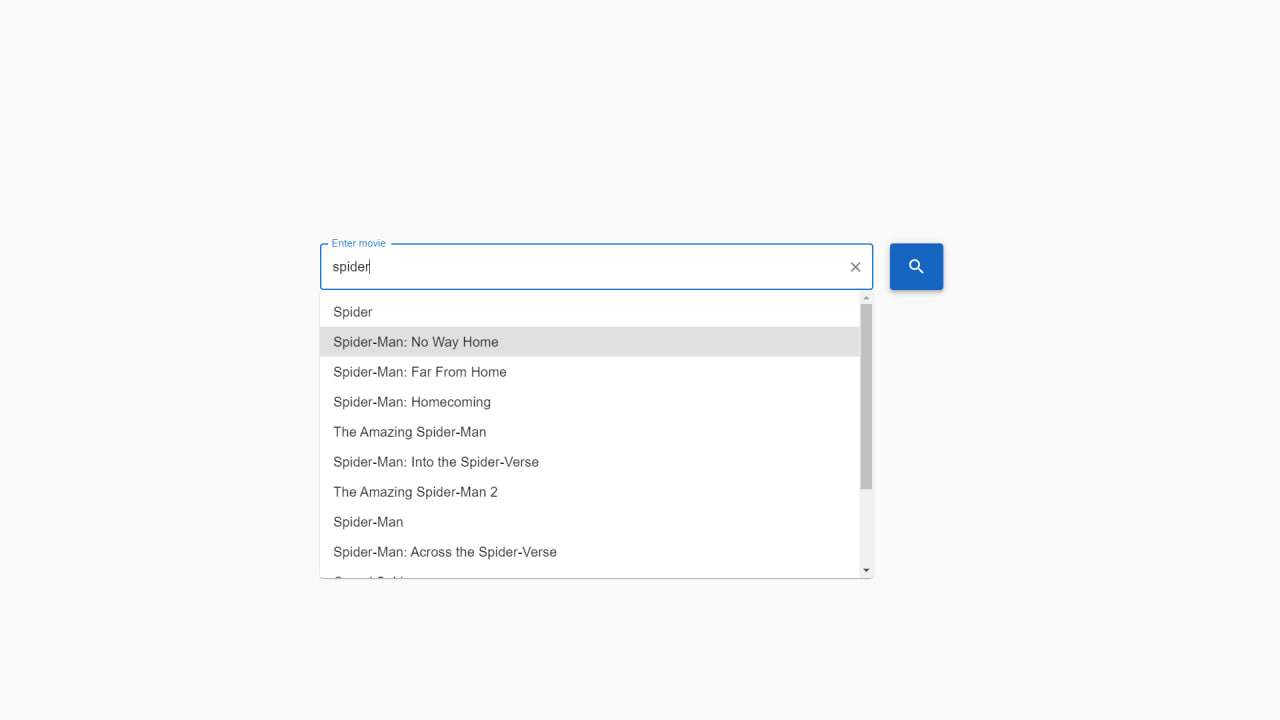 Enter movie
spider
Spider
Spider-Man: No Way Home
Spider-Man: Far From Home
Spider-Man: Homecoming
The Amazing Spider-Man
Spider-Man: Into the Spider-Verse
The Amazing Spider-Man 2
Spider-Man
Spider-Man: Across the Spider-Verse